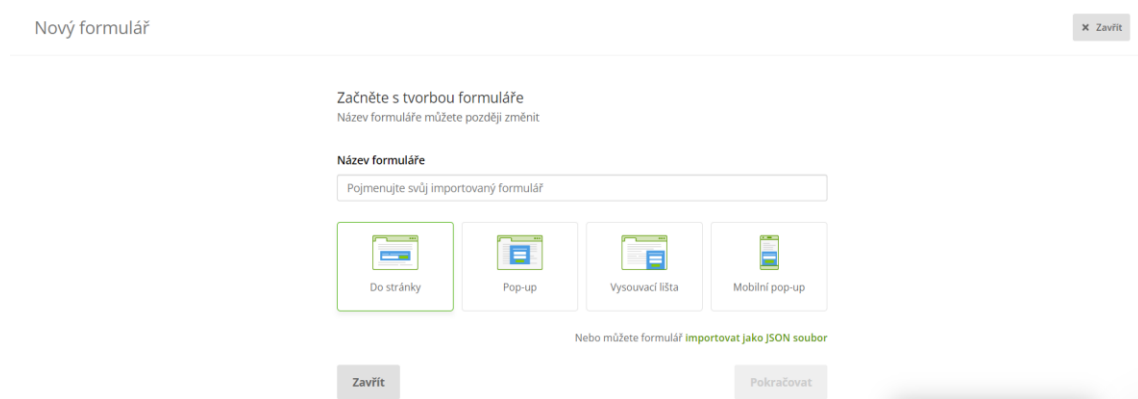 Nový formulář
× Zavřít
Začněte s tvorbou formuláře
Název formuláře můžete později změnit
Název formuláře
Pojmenujte svůj importovaný formulář
Do stránky
Pop-up
Vysouvací lišta
Mobilní pop-up
Nebo můžete formulář importovat jako JSON soubor
Zavřít
Pokračovat